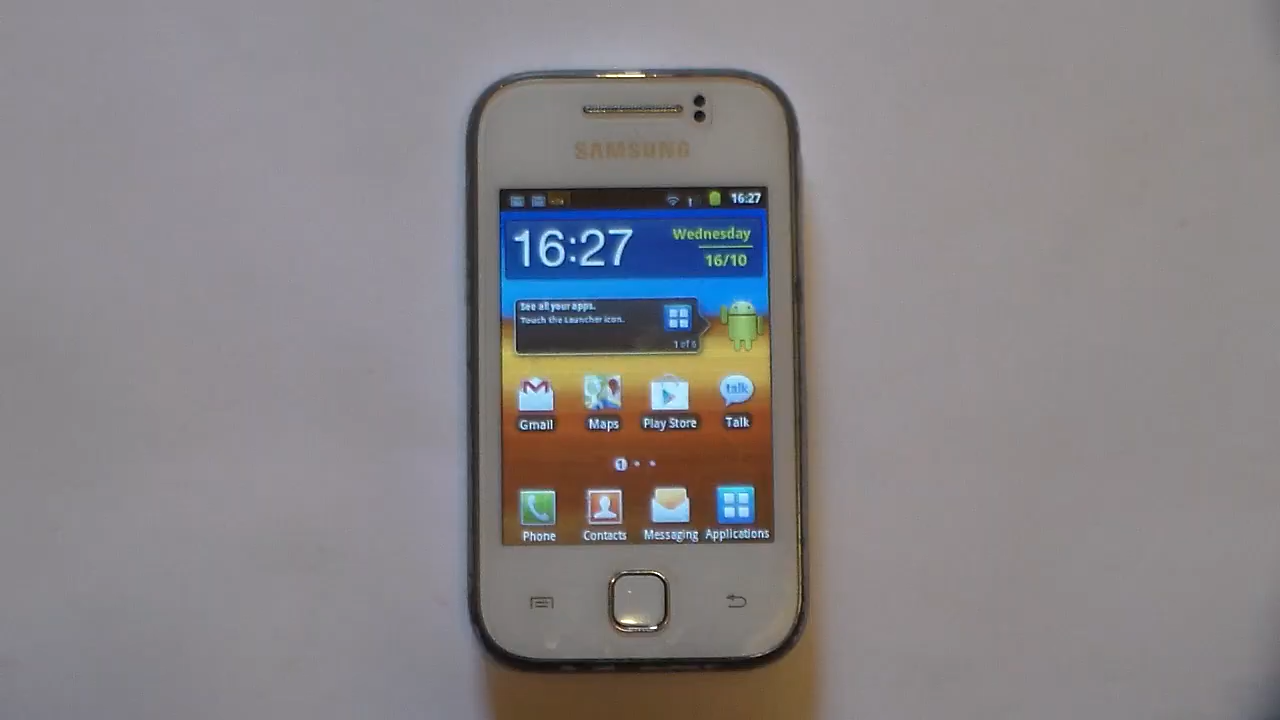 SAMSUNG
16:27
16:27
Wednesday
16/10
See all your apps.
Touch the Launcher icon.
1 of 6
talk
Gmail
Maps
Play Store
Talk
1
Phone
Contacts
Messaging
Applications